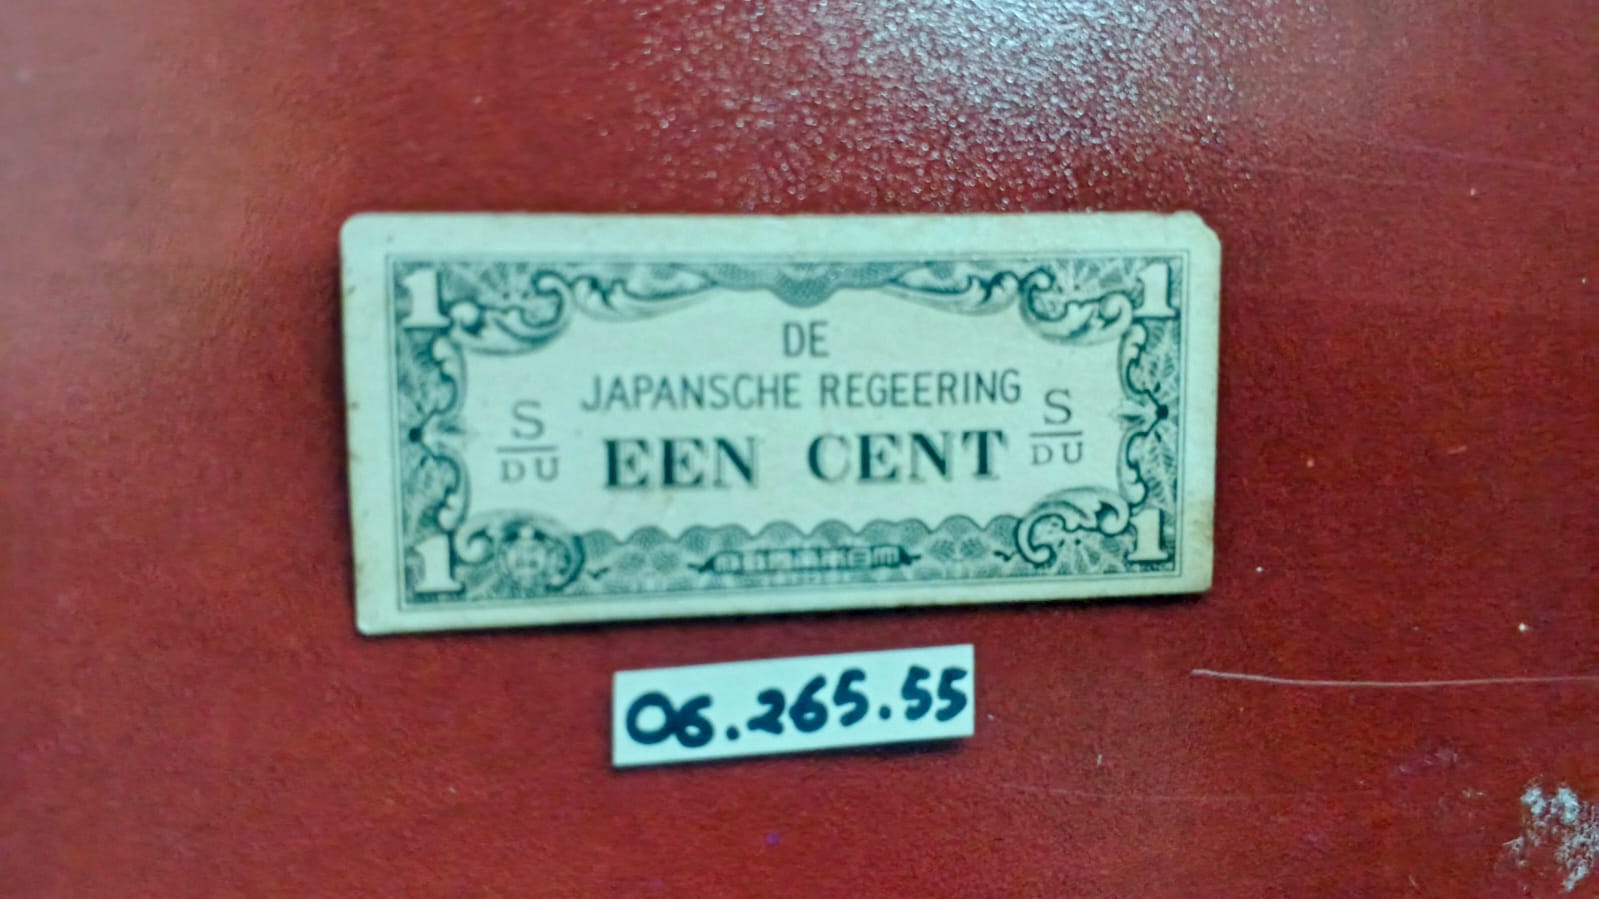 1 1
DE
JAPANSCHE REGEERING
S
DU
S
DU
EEN CENT
1 1
06.265.55